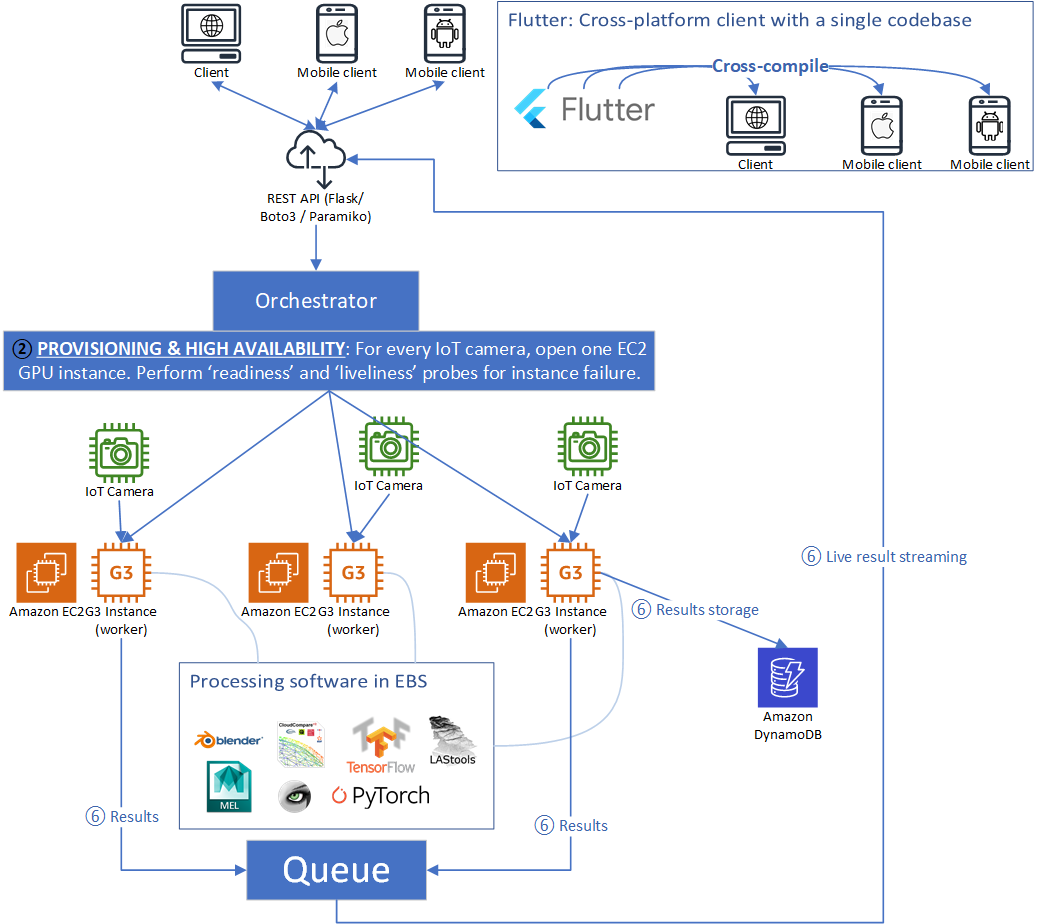 Flutter: Cross-platform client with a single codebase
Cross-compile
Flutter
Client
Mobile client
Mobile client
Client
Mobile client
Mobile client
REST API (Flask/
Boto3 / Paramiko)
Orchestrator
② PROVISIONING & HIGH AVAILABILITY: For every IoT camera, open one EC2
GPU instance. Perform ‘readiness’ and ‘liveliness’ probes for instance failure.
IoT Camera
IoT Camera
IoT Camera
G3
G3
G3
Amazon EC2
G3 Instance
(worker)
Amazon EC2
G3 Instance
(worker)
Amazon EC2
G3 Instance
(worker)
⑥ Live result streaming
⑥ Results storage
Amazon
DynamoDB
Processing software in EBS
blender
CloudCompare
TensorFlow
LAStools
MEL
PyTorch
⑥ Results
⑥ Results
Queue